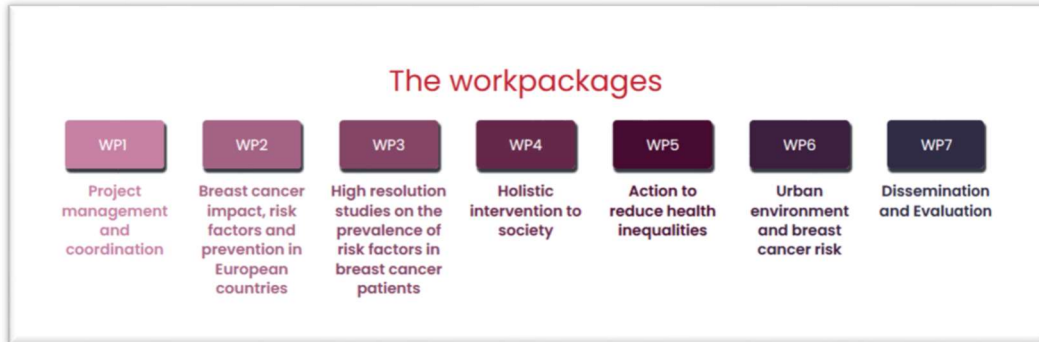 The workpackages
WP1
Project
management
and
coordination
WP2
Breast cancer
impact, risk
factors and
prevention in
European
countries
WP3
High resolution
studies on the
prevalence of
risk factors in
breast cancer
patients
WP4
Holistic
intervention to
society
WP5
Action to
reduce health
inequalities
WP6
Urban
environment
and breast
cancer risk
WP7
Dissemination
and Evaluation